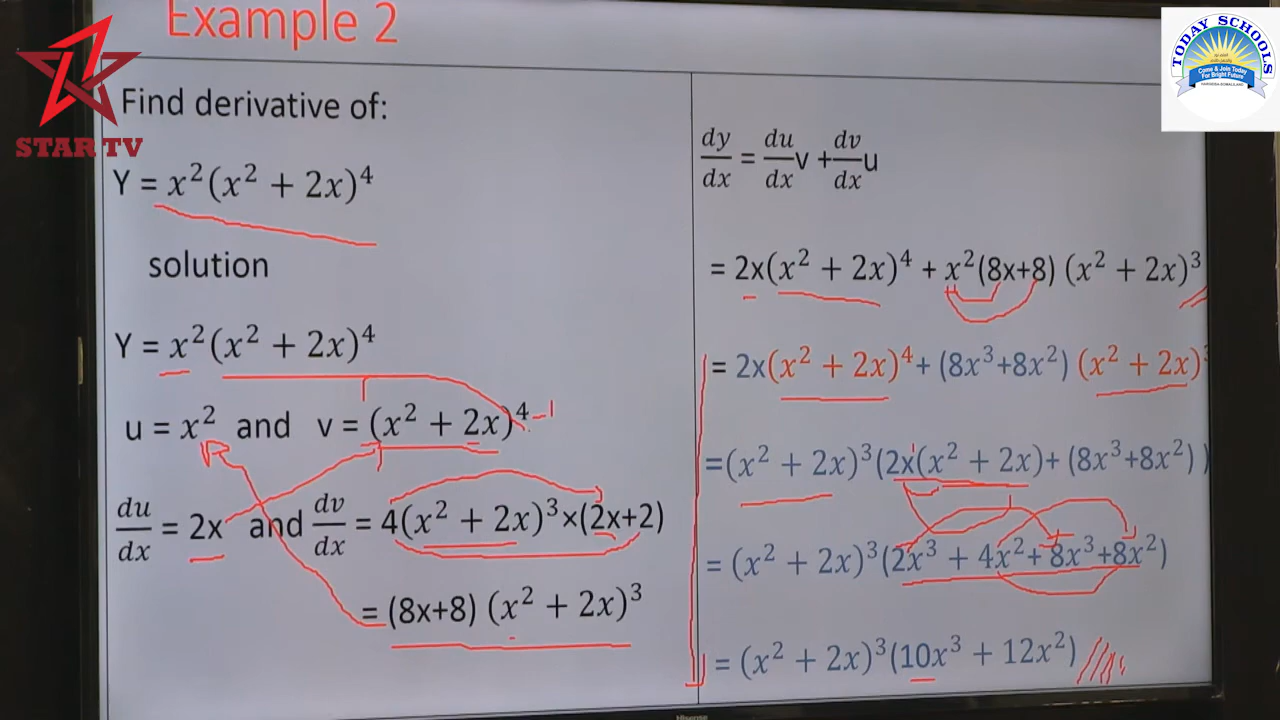 Example 2
STAR TV
Find derivative of:
Y = x²(x² + 2x)⁴
solution
Y = x²(x² + 2x)⁴
u = x² and v = (x² + 2x)⁴ -1
du/dx = 2x and dv/dx = 4(x² + 2x)³×(2x+2)
= (8x+8) (x² + 2x)³
dy/dx = du/dx v + dv/dx u
= 2x(x² + 2x)⁴ + x²(8x+8) (x² + 2x)³
= 2x(x² + 2x)⁴+ (8x³+8x²) (x² + 2x)³
=(x² + 2x)³(2x(x² + 2x)+ (8x³+8x²) )
= (x² + 2x)³(2x³ + 4x²+ 8x³+8x²)
= (x² + 2x)³(10x³ + 12x²)
TODAY SCHOOLS
Come & Join Today
For Bright Future
HARGEISA-SOMALILAND
Hisense